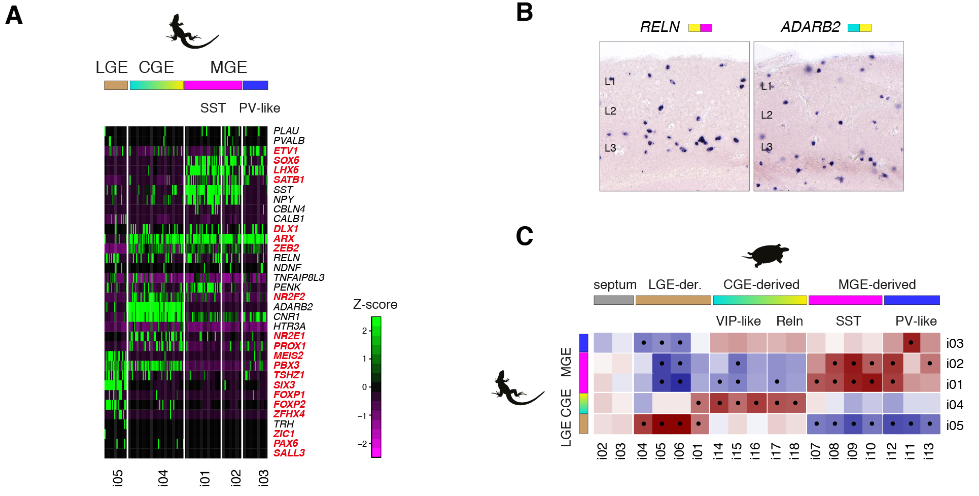 A
LGE CGE MGE
SST PV-like
PLAU
PVALB
ETV1
SOX6
LHX6
SATB1
SST
NPY
CBLN4
CALB1
DLX1
ARX
ZEB2
RELN
NDNF
TNFAIP8L3
PENK
NR2F2
ADARB2
CNR1
HTR3A
NR2E1
PROX1
MEIS2
PBX3
TSHZ1
SIX3
FOXP1
FOXP2
ZFHX4
TRH
ZIC1
PAX6
SALL3
i05 i04 i01 i02 i03
Z-score
2
1
0
−1
−2
B
RELN ADARB2
L1 L1
L2 L2
L3 L3
C
septum LGE-der. CGE-derived MGE-derived
VIP-like Reln SST PV-like
MGE
CGE
LGE
i03
i02
i01
i04
i05
i02 i03 i04 i05 i06 i01 i14 i15 i16 i17 i18 i07 i08 i09 i10 i12 i11 i13